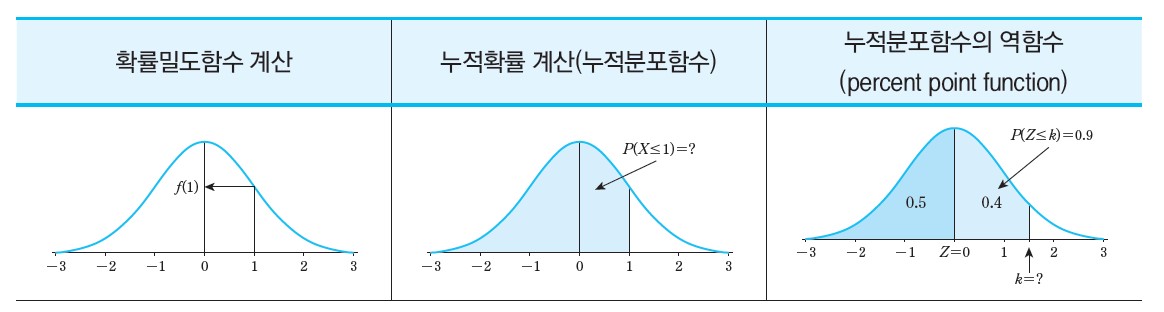 확률밀도함수 계산
누적확률 계산(누적분포함수)
누적분포함수의 역함수
(percent point function)
f(1)
−3 −2 −1 0 1 2 3
P(X≤1)=?
−3 −2 −1 0 1 2 3
P(Z≤k)=0.9
0.5 0.4
−3 −2 −1 Z=0 1 2 3
k=?